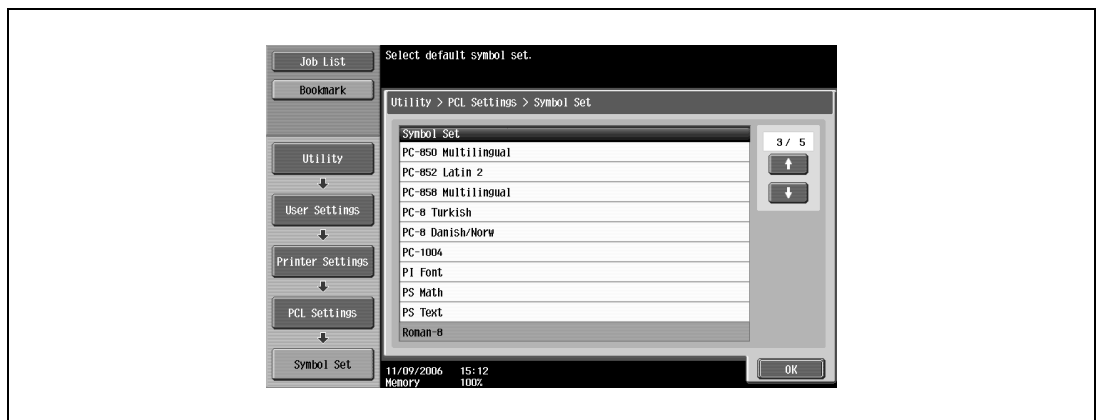 Job List
Bookmark
Utility
User Settings
Printer Settings
PCL Settings
Symbol Set
Select default symbol set.
Utility > PCL Settings > Symbol Set
Symbol Set
PC-850 Multilingual
PC-852 Latin 2
PC-858 Multilingual
PC-8 Turkish
PC-8 Danish/Norw
PC-1004
PI Font
PS Math
PS Text
Roman-8
3/ 5
11/09/2006 15:12
Memory 100%
OK